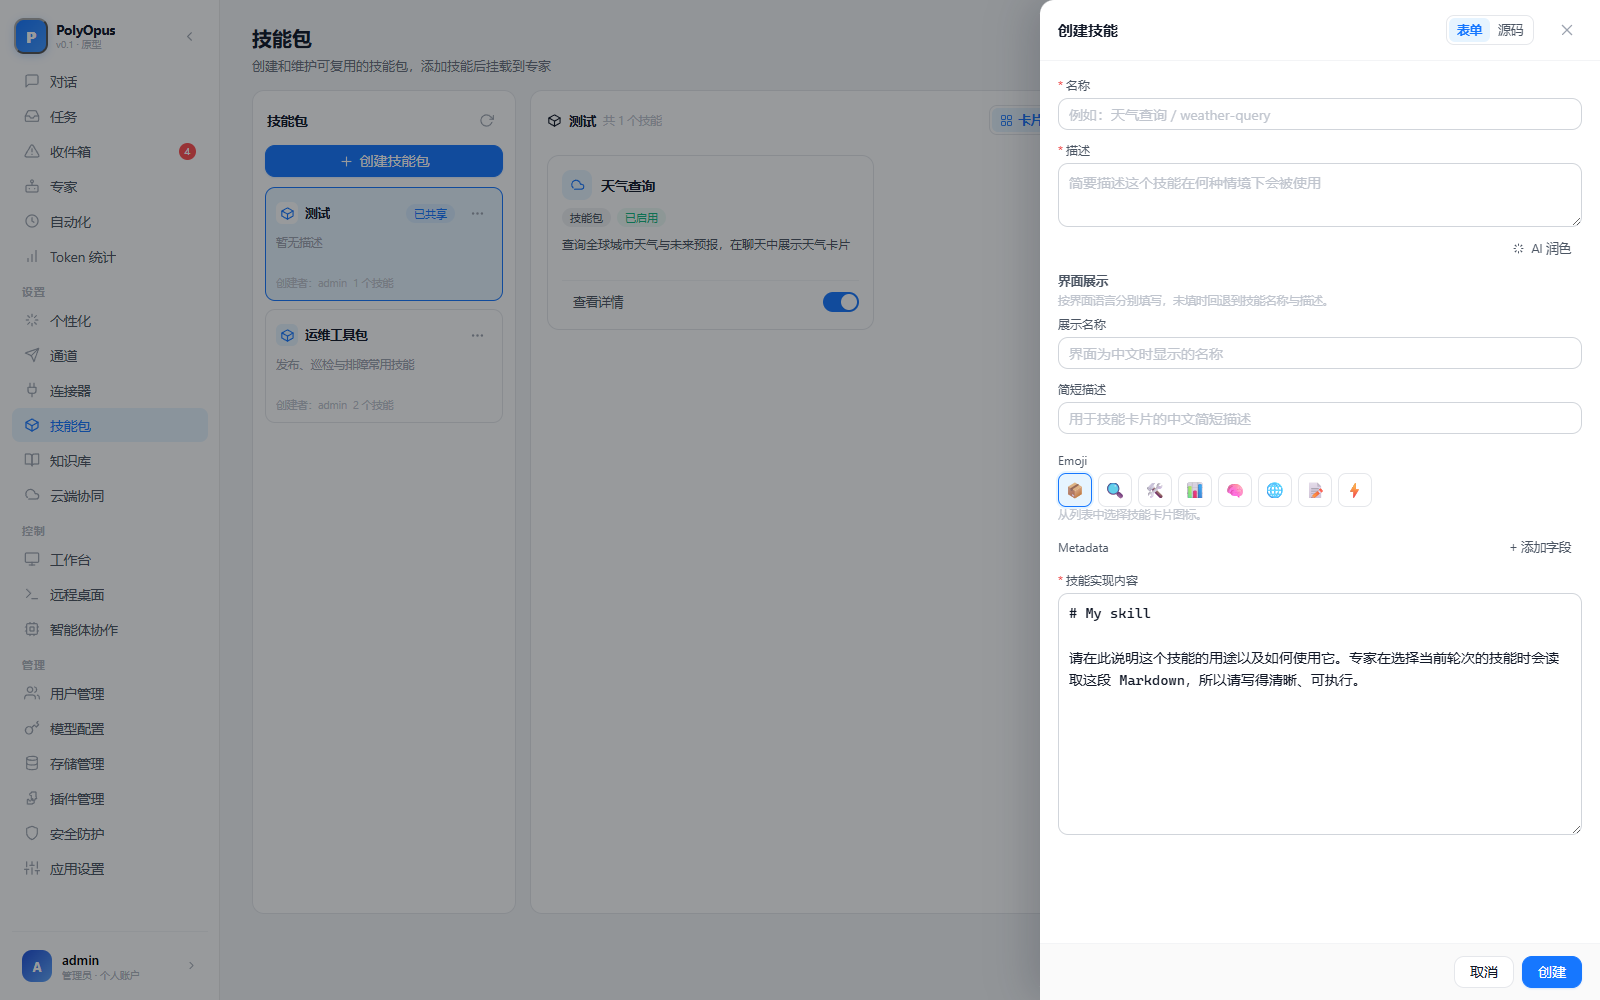 P
PolyOpus
v0.1 · 原型
对话
任务
收件箱
4
专家
自动化
Token 统计
设置
个性化
通道
连接器
技能包
知识库
云端协同
控制
工作台
远程桌面
智能体协作
管理
用户管理
模型配置
存储管理
插件管理
安全防护
应用设置
A
admin
管理员 · 个人账户
技能包
创建和维护可复用的技能包，添加技能后挂载到专家
技能包
+ 创建技能包
测试
已共享
暂无描述
创建者：admin 1 个技能
运维工具包
发布、巡检与排障常用技能
创建者：admin 2 个技能
测试 共 1 个技能
卡片
天气查询
技能包 已启用
查询全球城市天气与未来预报，在聊天中展示天气卡片
查看详情
创建技能
表单 源码
* 名称
例如：天气查询 / weather-query
* 描述
简要描述这个技能在何种情境下会被使用
AI 润色
界面展示
按界面语言分别填写，未填时回退到技能名称与描述。
展示名称
界面为中文时显示的名称
简短描述
用于技能卡片的中文简短描述
Emoji
从列表中选择技能卡片图标。
Metadata
+ 添加字段
* 技能实现内容
# My skill
请在此说明这个技能的用途以及如何使用它。专家在选择当前轮次的技能时会读
取这段 Markdown，所以请写得清晰、可执行。
取消
创建